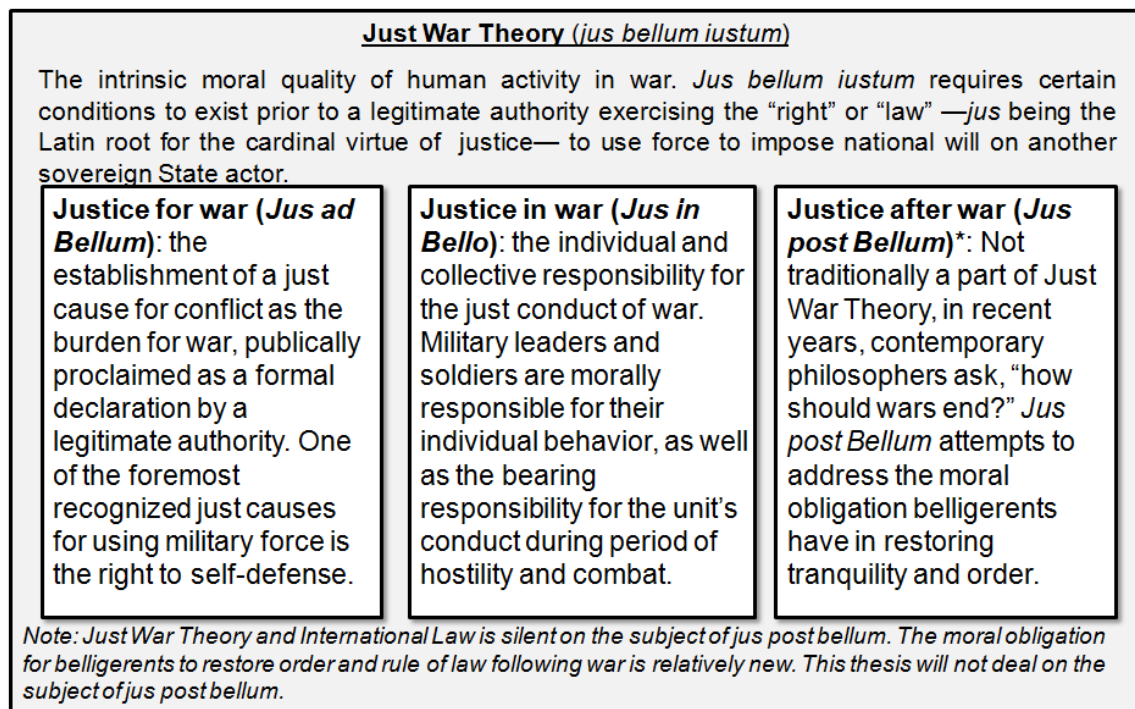 Just War Theory (jus bellum iustum)
The intrinsic moral quality of human activity in war. Jus bellum iustum requires certain
conditions to exist prior to a legitimate authority exercising the “right” or “law” —jus being the
Latin root for the cardinal virtue of justice— to use force to impose national will on another
sovereign State actor.
Justice for war (Jus ad
Bellum): the
establishment of a just
cause for conflict as the
burden for war, publically
proclaimed as a formal
declaration by a
legitimate authority. One
of the foremost
recognized just causes
for using military force is
the right to self-defense.
Justice in war (Jus in
Bello): the individual and
collective responsibility for
the just conduct of war.
Military leaders and
soldiers are morally
responsible for their
individual behavior, as well
as the bearing
responsibility for the unit’s
conduct during period of
hostility and combat.
Justice after war (Jus
post Bellum)*: Not
traditionally a part of Just
War Theory, in recent
years, contemporary
philosophers ask, “how
should wars end?” Jus
post Bellum attempts to
address the moral
obligation belligerents
have in restoring
tranquility and order.
Note: Just War Theory and International Law is silent on the subject of jus post bellum. The moral obligation
for belligerents to restore order and rule of law following war is relatively new. This thesis will not deal on the
subject of jus post bellum.